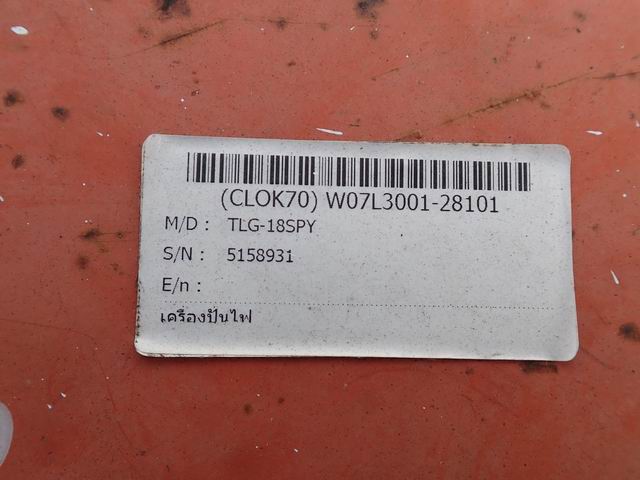 (CLOK70) W07L3001-28101
M/D : TLG-18SPY
S/N : 5158931
E/n :
เครื่องปั่นไฟ